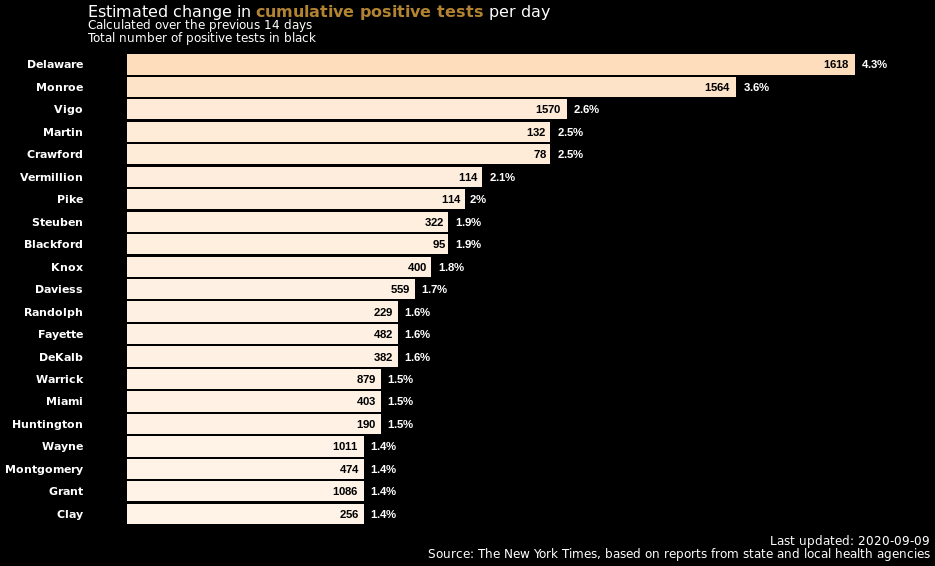 Estimated change in cumulative positive tests per day
Calculated over the previous 14 days
Total number of positive tests in black
Delaware 1618 4.3%
Monroe 1564 3.6%
Vigo 1570 2.6%
Martin 132 2.5%
Crawford 78 2.5%
Vermillion 114 2.1%
Pike 114 2%
Steuben 322 1.9%
Blackford 95 1.9%
Knox 400 1.8%
Daviess 559 1.7%
Randolph 229 1.6%
Fayette 482 1.6%
DeKalb 382 1.6%
Warrick 879 1.5%
Miami 403 1.5%
Huntington 190 1.5%
Wayne 1011 1.4%
Montgomery 474 1.4%
Grant 1086 1.4%
Clay 256 1.4%
Last updated: 2020-09-09
Source: The New York Times, based on reports from state and local health agencies